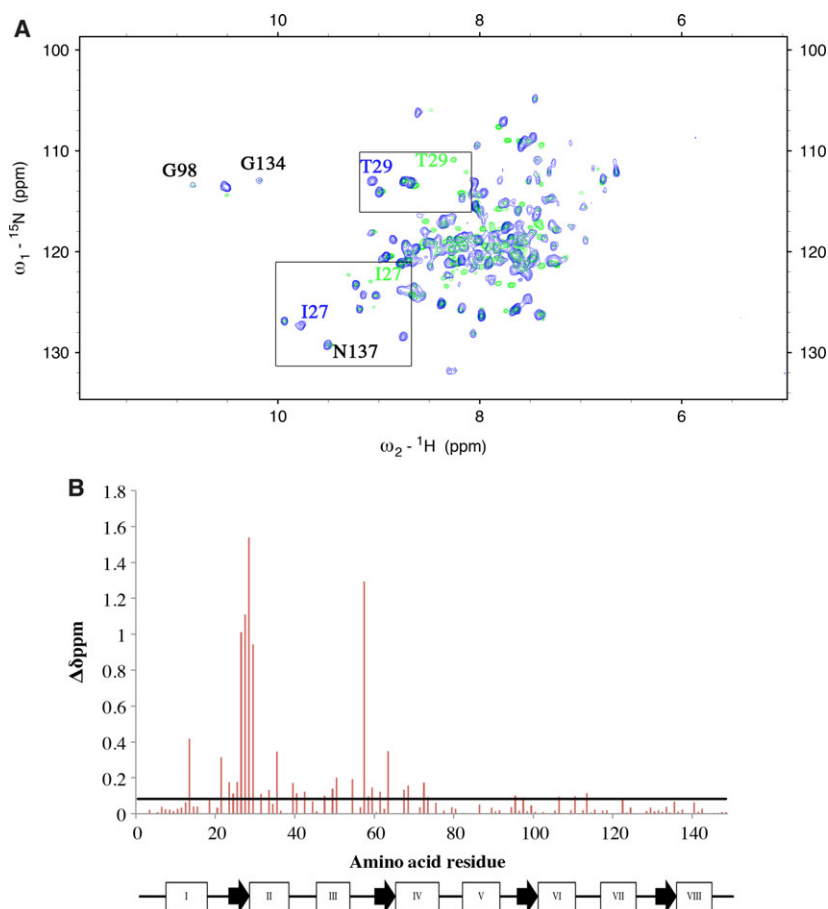 A
10 8 6
100 100
G98 G134 T29 T29
110 110
120 120
I27
I27
N137
130 130
10 8 6
ω1 - 15N (ppm)
ω2 - 1H (ppm)
B
1.8
1.6
1.4
1.2
1
0.8
0.6
0.4
0.2
0
Δδppm
0 20 40 60 80 100 120 140
Amino acid residue
I II III IV V VI VII VIII